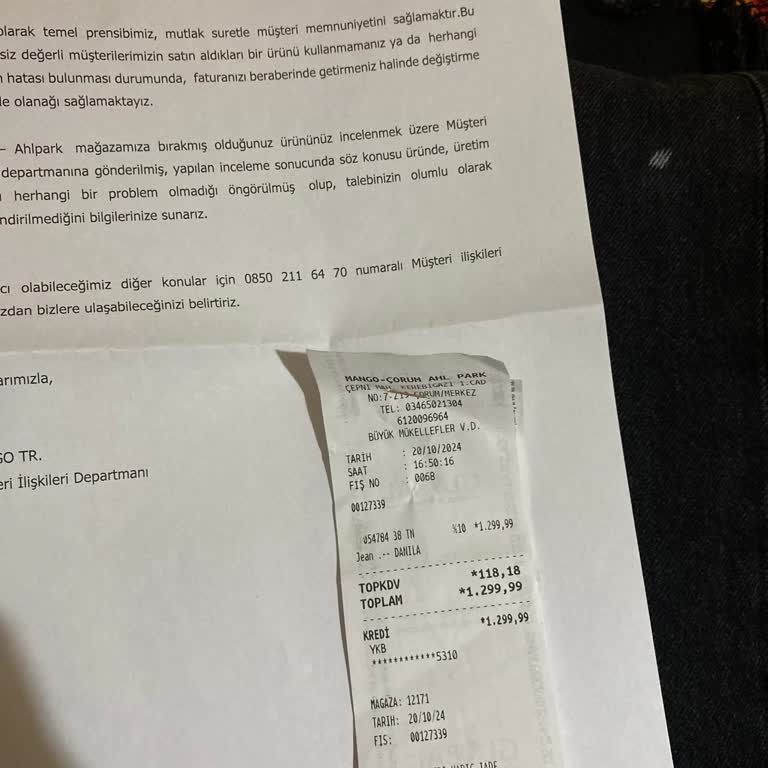 olarak temel prensibimiz, mutlak suretle müşteri memnuniyetini sağlamaktır.Bu
siz değerli müşterilerimizin satın aldıkları bir ürünü kullanmamanız ya da herhangi
hatası bulunması durumunda, faturanızı beraberinde getirmeniz halinde değiştirme
olanağı sağlamaktayız.
– Ahlpark mağazamıza bırakmış olduğunuz ürününüz incelenmek üzere Müşteri
departmanına gönderilmiş, yapılan inceleme sonucunda söz konusu üründe, üretim
herhangi bir problem olmadığı öngörülmüş olup, talebinizin olumlu olarak
ndirilmediğini bilgilerinize sunarız.
cı olabileceğimiz diğer konular için 0850 211 64 70 numaralı Müşteri ilişkileri
zdan bizlere ulaşabileceğinizi belirtiriz.
arımızla,
GO TR.
eri İlişkileri Departmanı
MANGO-ÇORUM AHL PARK
ÇEPNİ MAH. KEREBİGAZİ 1.CAD
NO:7-219 ÇORUM/MERKEZ
TEL: 03465021304
6120096964
BÜYÜK MÜKELLEFLER V.D.
TARİH : 20/10/2024
SAAT : 16:50:16
FİŞ NO : 0068
00127339
054784 38 TN %10 *1.299,99
Jean .-- DANILA
TOPKDV *118,18
TOPLAM *1.299,99
KREDİ *1.299,99
YKB
************5310
MAGAZA: 12171
TARIH: 20/10/24
FIS: 00127339